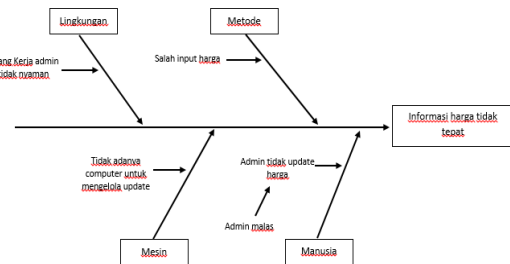 Lingkungan
Metode
ang Kerja admin
tidak nyaman
Salah input harga
Informasi harga tidak
tepat
Tidak adanya
computer untuk
mengelola update
Admin tidak update
harga
Admin malas
Mesin
Manusia